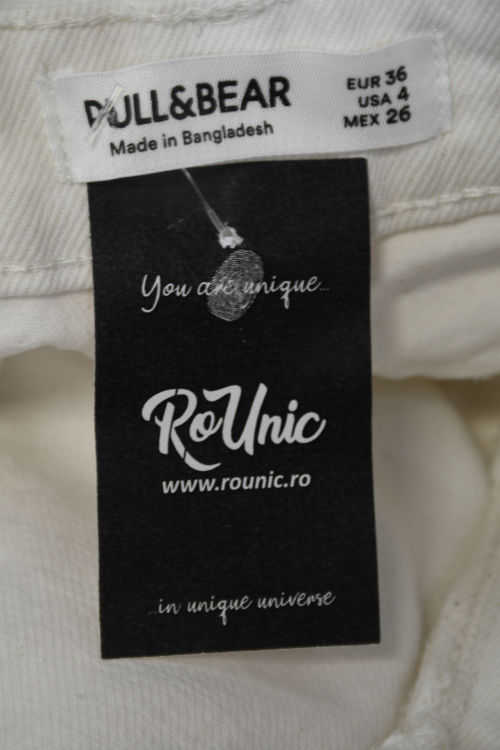 PULL&BEAR
Made in Bangladesh
EUR 36
USA 4
MEX 26
You are unique...
RoUnic
www.rounic.ro
...in unique universe